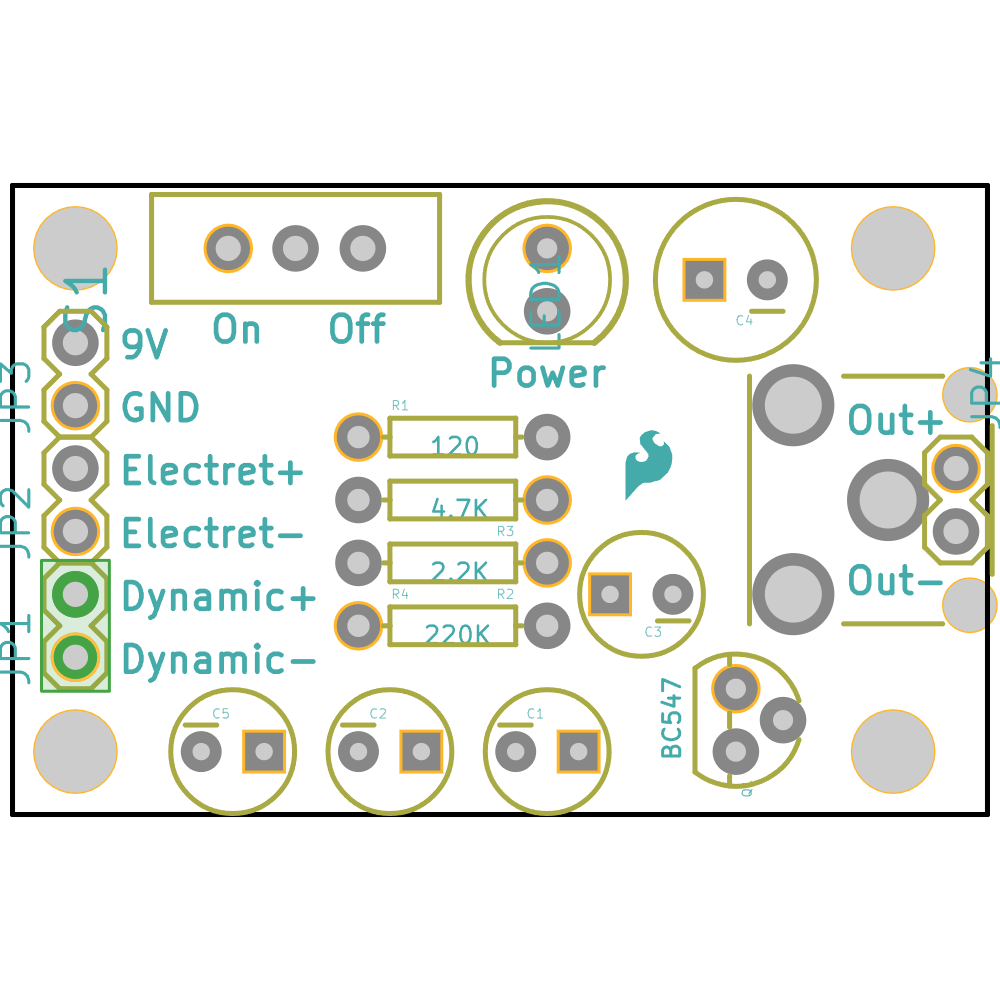 S1
On
Off
LED1
Power
C4
JP3
9V
GND
JP2
Electret+
Electret-
JP1
Dynamic+
Dynamic-
R1
120
4.7K
R3
2.2K
R4
R2
220K
C3
JP4
Out+
Out-
C5
C2
C1
BC547